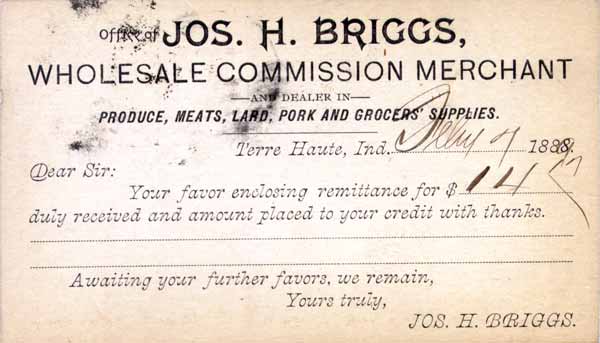 Office of JOS. H. BRIGGS,
WHOLESALE COMMISSION MERCHANT
AND DEALER IN
PRODUCE, MEATS, LARD, PORK AND GROCERS' SUPPLIES.
Terre Haute, Ind. 188
Dear Sir:
Your favor enclosing remittance for $
duly received and amount placed to your credit with thanks.
Awaiting your further favors, we remain,
Yours truly,
JOS. H. BRIGGS.